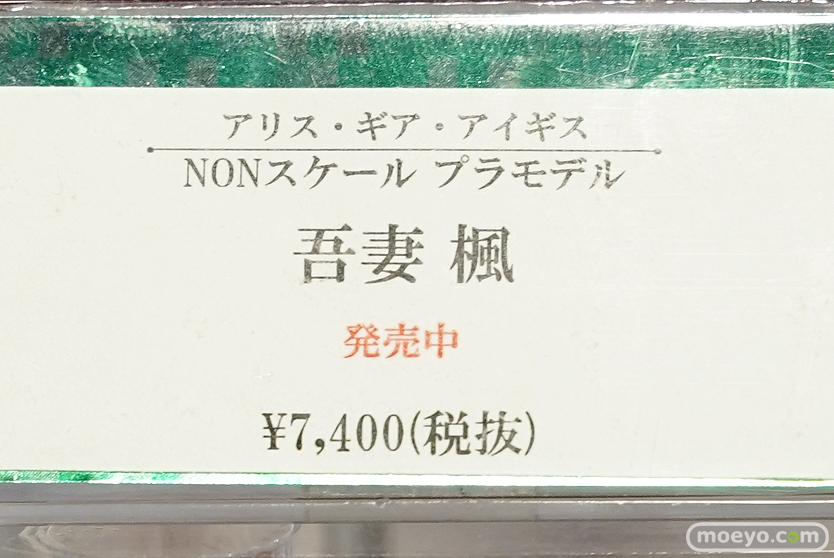 アリス・ギア・アイギス
NONスケール プラモデル
吾妻 楓
発売中
¥7,400(税抜)
moeyo.com